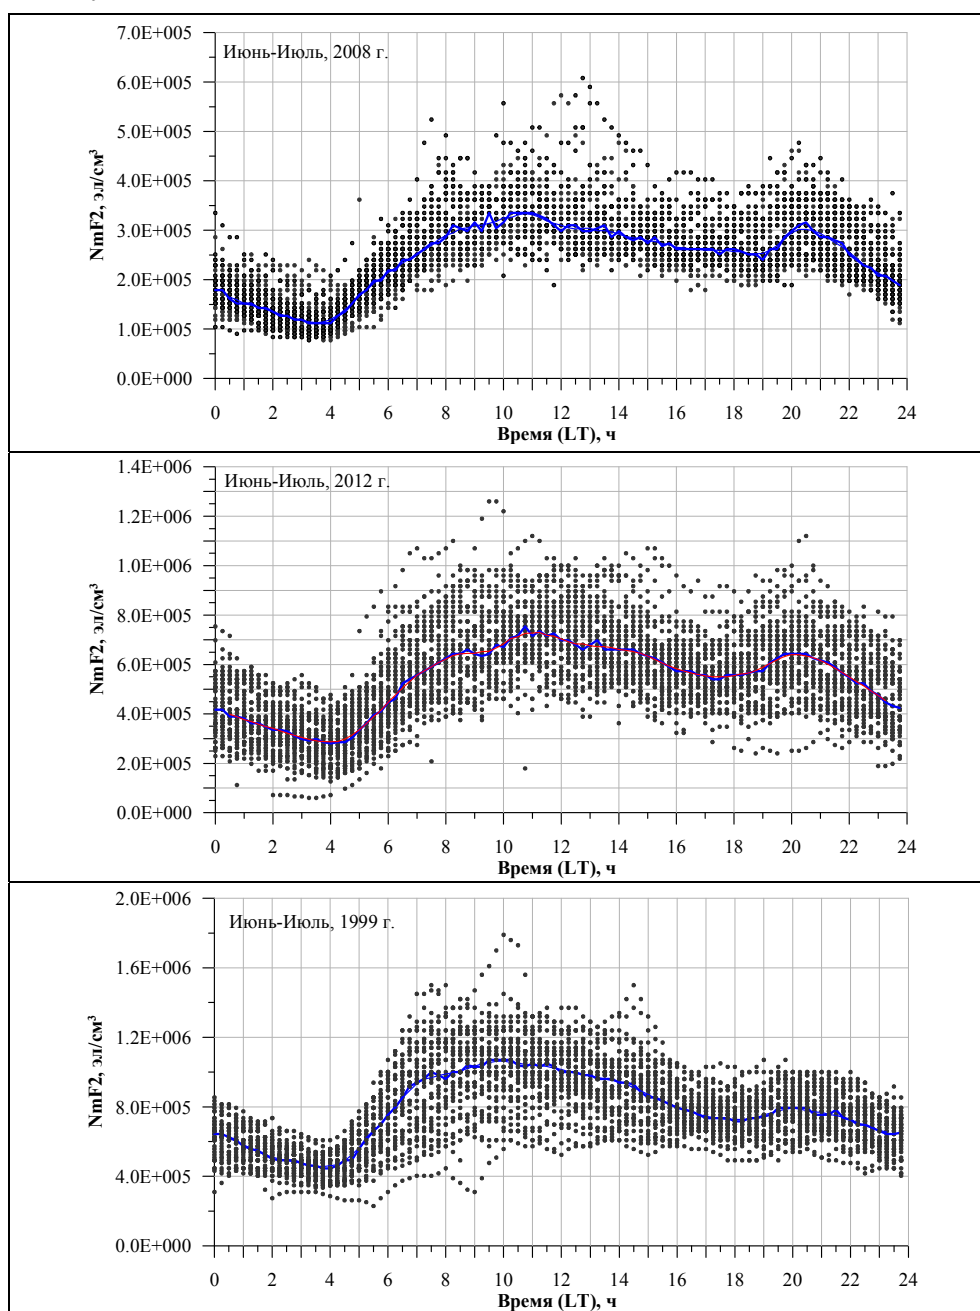 7.0E+005
Июнь-Июль, 2008 г.
6.0E+005
5.0E+005
4.0E+005
3.0E+005
2.0E+005
1.0E+005
0.0E+000
NmF2, эл/см³
0 2 4 6 8 10 12 14 16 18 20 22 24
Время (LT), ч
1.4E+006
Июнь-Июль, 2012 г.
1.2E+006
1.0E+006
8.0E+005
6.0E+005
4.0E+005
2.0E+005
0.0E+000
NmF2, эл/см³
0 2 4 6 8 10 12 14 16 18 20 22 24
Время (LT), ч
2.0E+006
Июнь-Июль, 1999 г.
1.6E+006
1.2E+006
8.0E+005
4.0E+005
0.0E+000
NmF2, эл/см³
0 2 4 6 8 10 12 14 16 18 20 22 24
Время (LT), ч